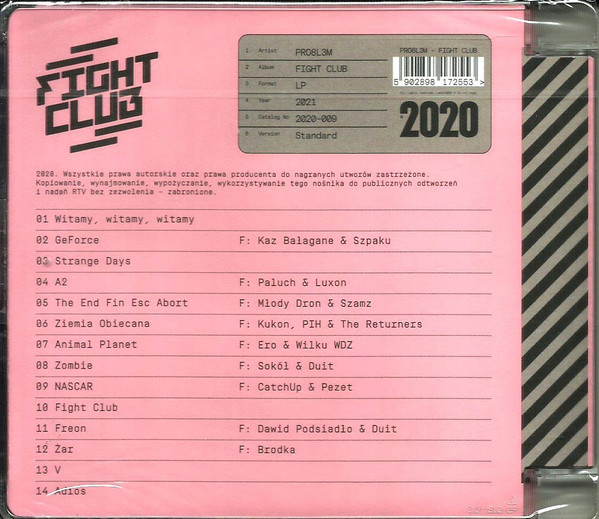 FIGHT
CLUB
1 Artist PRO8L3M
2 Album FIGHT CLUB
3 Format LP
4 Year 2021
5 Catalog No 2020-009
6 Version Standard
PRO8L3M - FIGHT CLUB
5 902898 172553
2020
2020. Wszystkie prawa autorskie oraz prawa producenta do nagranych utworów zastrzeżone.
Kopiowanie, wynajmowanie, wypożyczanie, wykorzystywanie tego nośnika do publicznych odtworzeń
i nadań RTV bez zezwolenia - zabronione.
01 Witamy, witamy, witamy
02 GeForce F: Kaz Bałagane & Szpaku
03 Strange Days
04 A2 F: Paluch & Luxon
05 The End Fin Esc Abort F: Młody Dron & Szamz
06 Ziemia Obiecana F: Kukon, PIH & The Returners
07 Animal Planet F: Ero & Wilku WDZ
08 Zombie F: Sokół & Duit
09 NASCAR F: CatchUp & Pezet
10 Fight Club
11 Freon F: Dawid Podsiadło & Duit
12 Żar F: Brodka
13 V
14 Adios